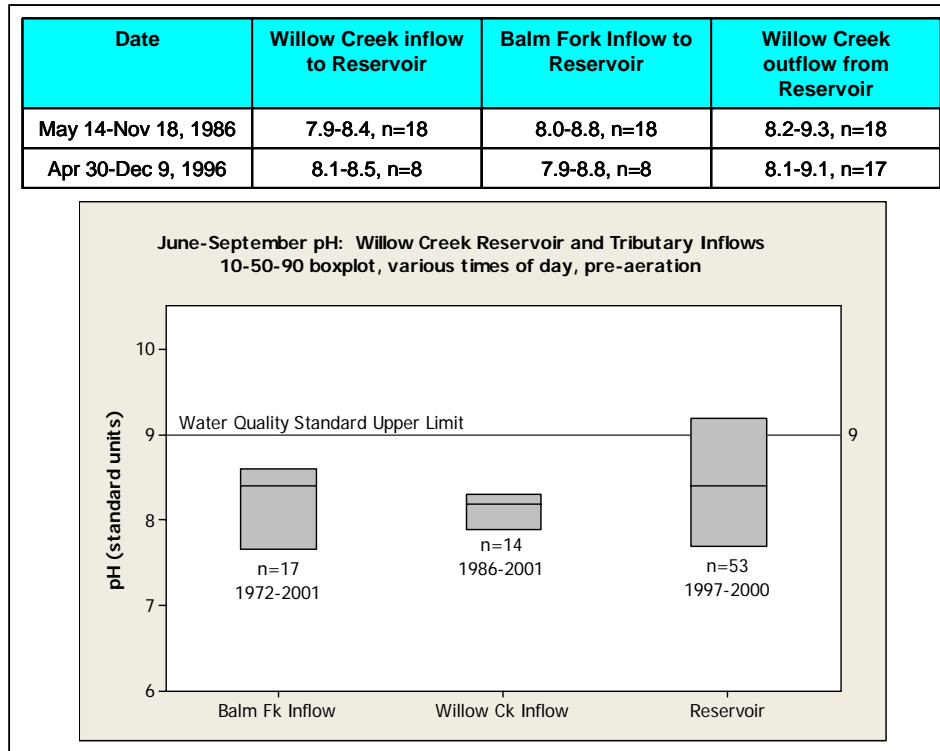 Date
Willow Creek inflow
to Reservoir
Balm Fork Inflow to
Reservoir
Willow Creek
outflow from
Reservoir
May 14-Nov 18, 1986
7.9-8.4, n=18
8.0-8.8, n=18
8.2-9.3, n=18
Apr 30-Dec 9, 1996
8.1-8.5, n=8
7.9-8.8, n=8
8.1-9.1, n=17
June-September pH: Willow Creek Reservoir and Tributary Inflows
10-50-90 boxplot, various times of day, pre-aeration
pH (standard units)
10
9
8
7
6
Water Quality Standard Upper Limit
9
n=17
1972-2001
n=14
1986-2001
n=53
1997-2000
Balm Fk Inflow
Willow Ck Inflow
Reservoir